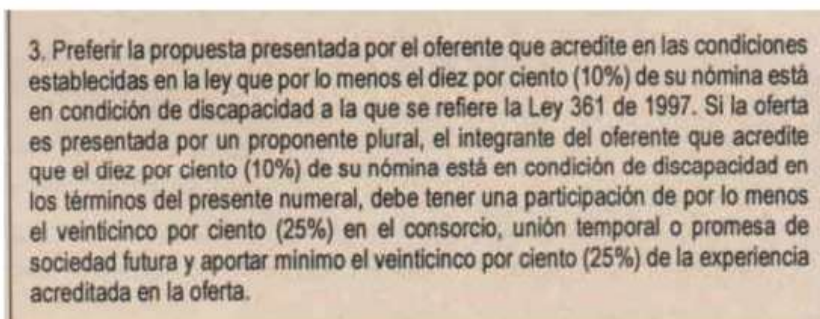 3. Preferir la propuesta presentada por el oferente que acredite en las condiciones
establecidas en la ley que por lo menos el diez por ciento (10%) de su nómina está
en condición de discapacidad a la que se refiere la Ley 361 de 1997. Si la oferta
es presentada por un proponente plural, el integrante del oferente que acredite
que el diez por ciento (10%) de su nómina está en condición de discapacidad en
los términos del presente numeral, debe tener una participación de por lo menos
el veinticinco por ciento (25%) en el consorcio, unión temporal o promesa de
sociedad futura y aportar mínimo el veinticinco por ciento (25%) de la experiencia
acreditada en la oferta.